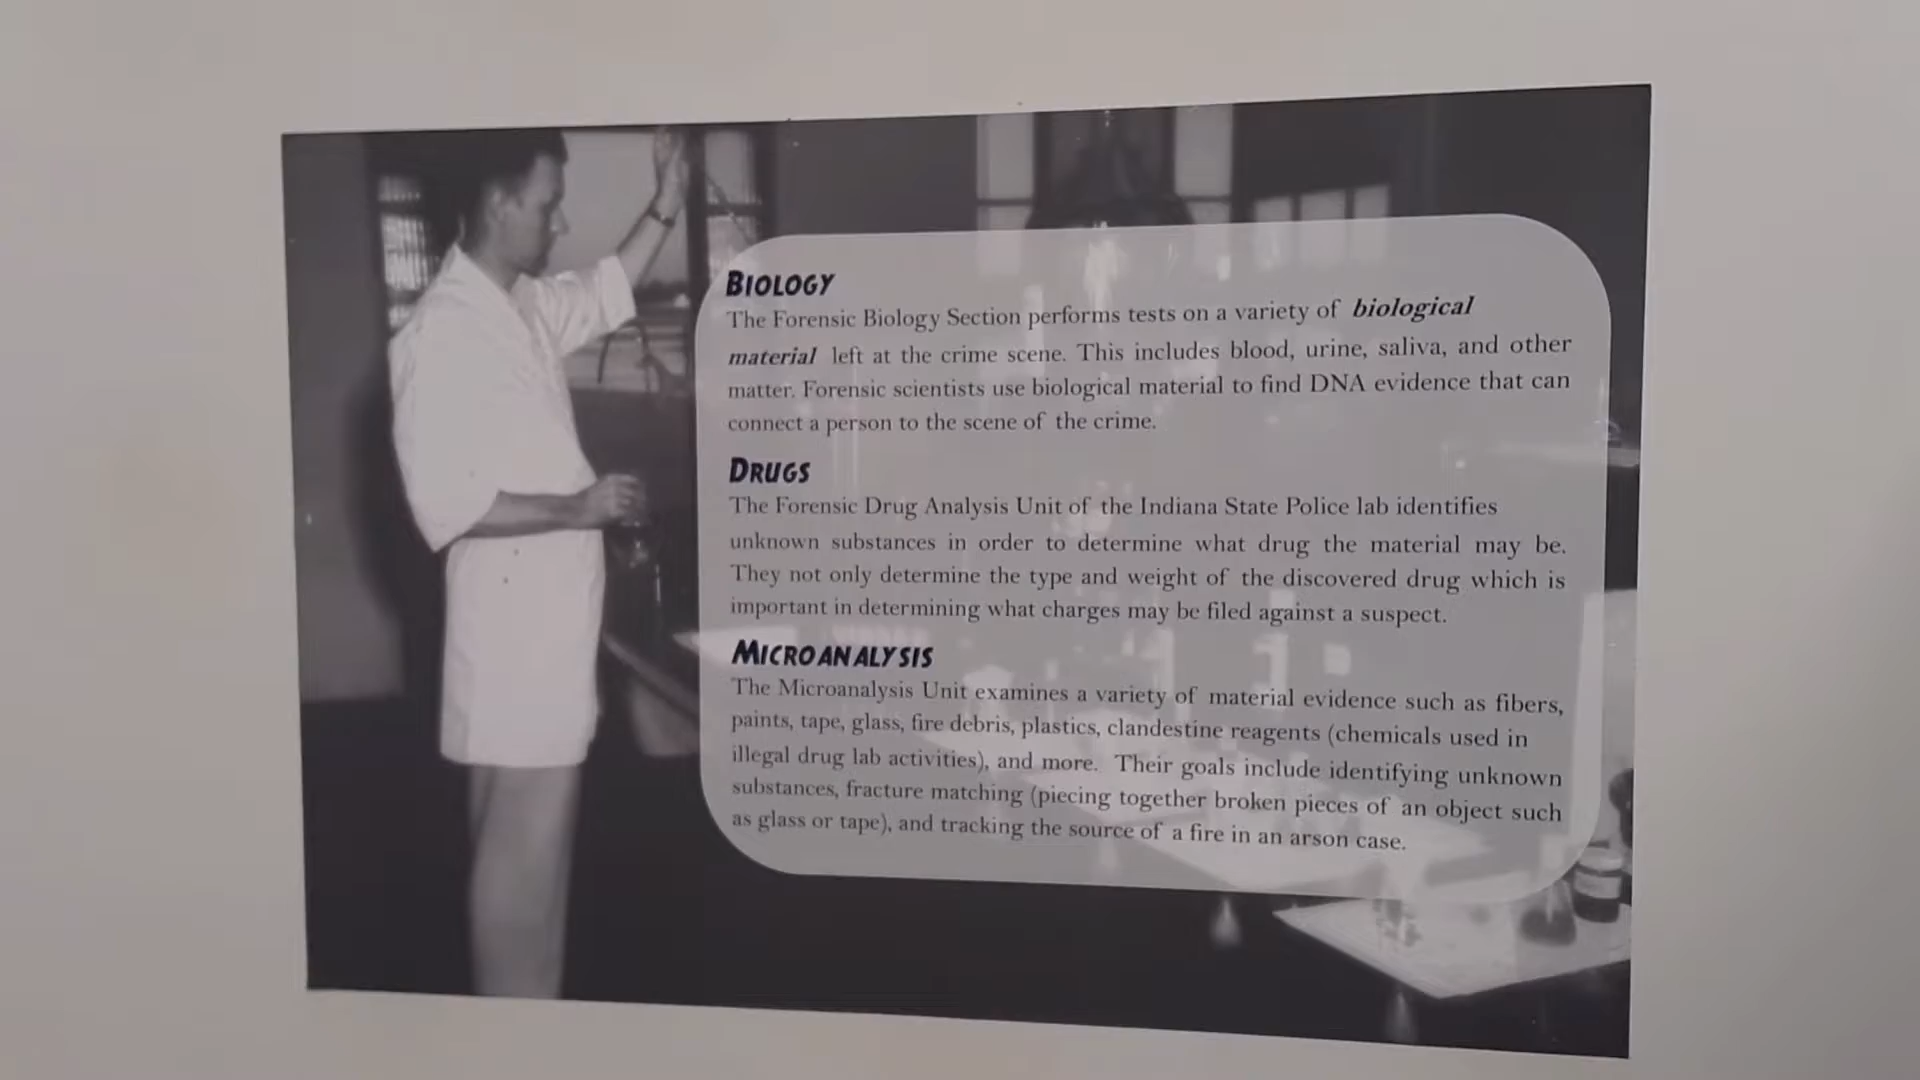 BIOLOGY
The Forensic Biology Section performs tests on a variety of biological
material left at the crime scene. This includes blood, urine, saliva, and other
matter. Forensic scientists use biological material to find DNA evidence that can
connect a person to the scene of the crime.
DRUGS
The Forensic Drug Analysis Unit of the Indiana State Police lab identifies
unknown substances in order to determine what drug the material may be.
They not only determine the type and weight of the discovered drug which is
important in determining what charges may be filed against a suspect.
MICROANALYSIS
The Microanalysis Unit examines a variety of material evidence such as fibers,
paints, tape, glass, fire debris, plastics, clandestine reagents (chemicals used in
illegal drug lab activities), and more. Their goals include identifying unknown
substances, fracture matching (piecing together broken pieces of an object such
as glass or tape), and tracking the source of a fire in an arson case.